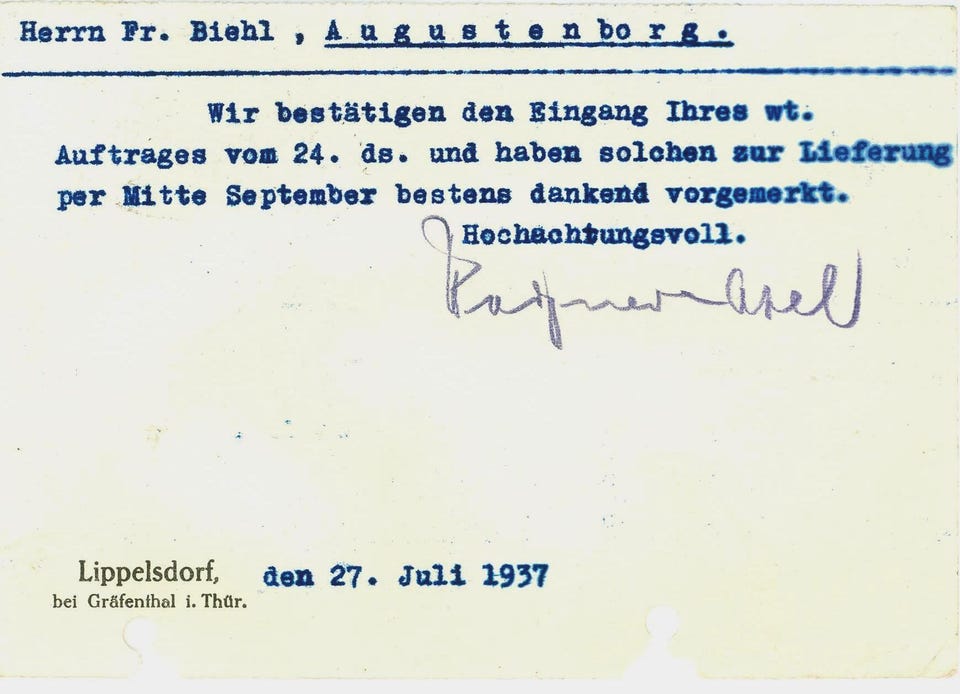 Herrn Fr. Biehl , Augustenborg.
Wir bestätigen den Eingang Ihres wt.
Auftrages vom 24. ds. und haben solchen zur Lieferung
per Mitte September bestens dankend vorgemerkt.
Hochachtungsvoll.
Lippelsdorf, den 27. Juli 1937
bei Gräfenthal i. Thür.